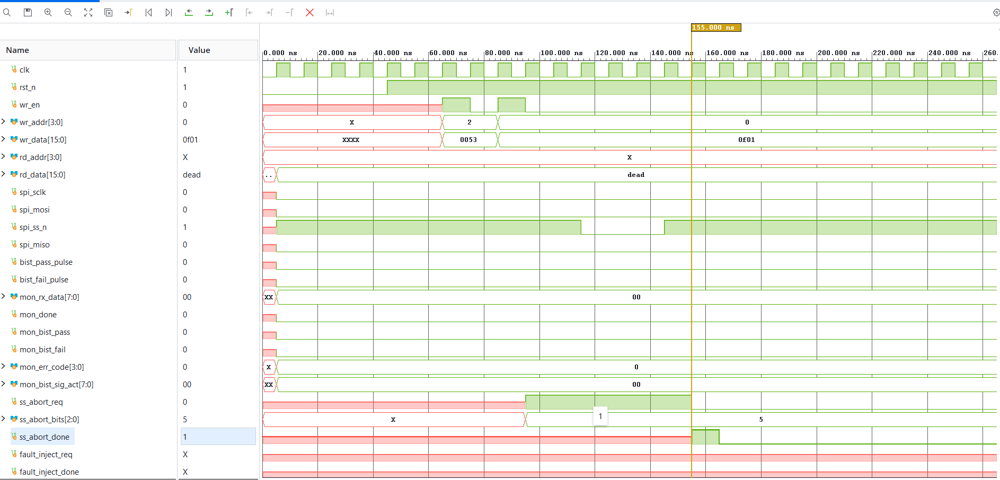 155.000 ns
Name Value
0.000 ns 20.000 ns 40.000 ns 60.000 ns 80.000 ns 100.000 ns 120.000 ns 140.000 ns 160.000 ns 180.000 ns 200.000 ns 220.000 ns 240.000 ns 260.
clk 1
rst_n 1
wr_en 0
wr_addr[3:0] 0 X 2 0
wr_data[15:0] 0f01 XXXX 0053 0f01
rd_addr[3:0] X X
rd_data[15:0] dead .. dead
spi_sclk 0
spi_mosi 0
spi_ss_n 1
spi_miso 0
bist_pass_pulse 0
bist_fail_pulse 0
mon_rx_data[7:0] 00 XX 00
mon_done 0
mon_bist_pass 0
mon_bist_fail 0
mon_err_code[3:0] 0 X 0
mon_bist_sig_act[7:0] 00 XX 00
ss_abort_req 0
ss_abort_bits[2:0] 5 X 1 5
ss_abort_done 1
fault_inject_req X
fault_inject_done X